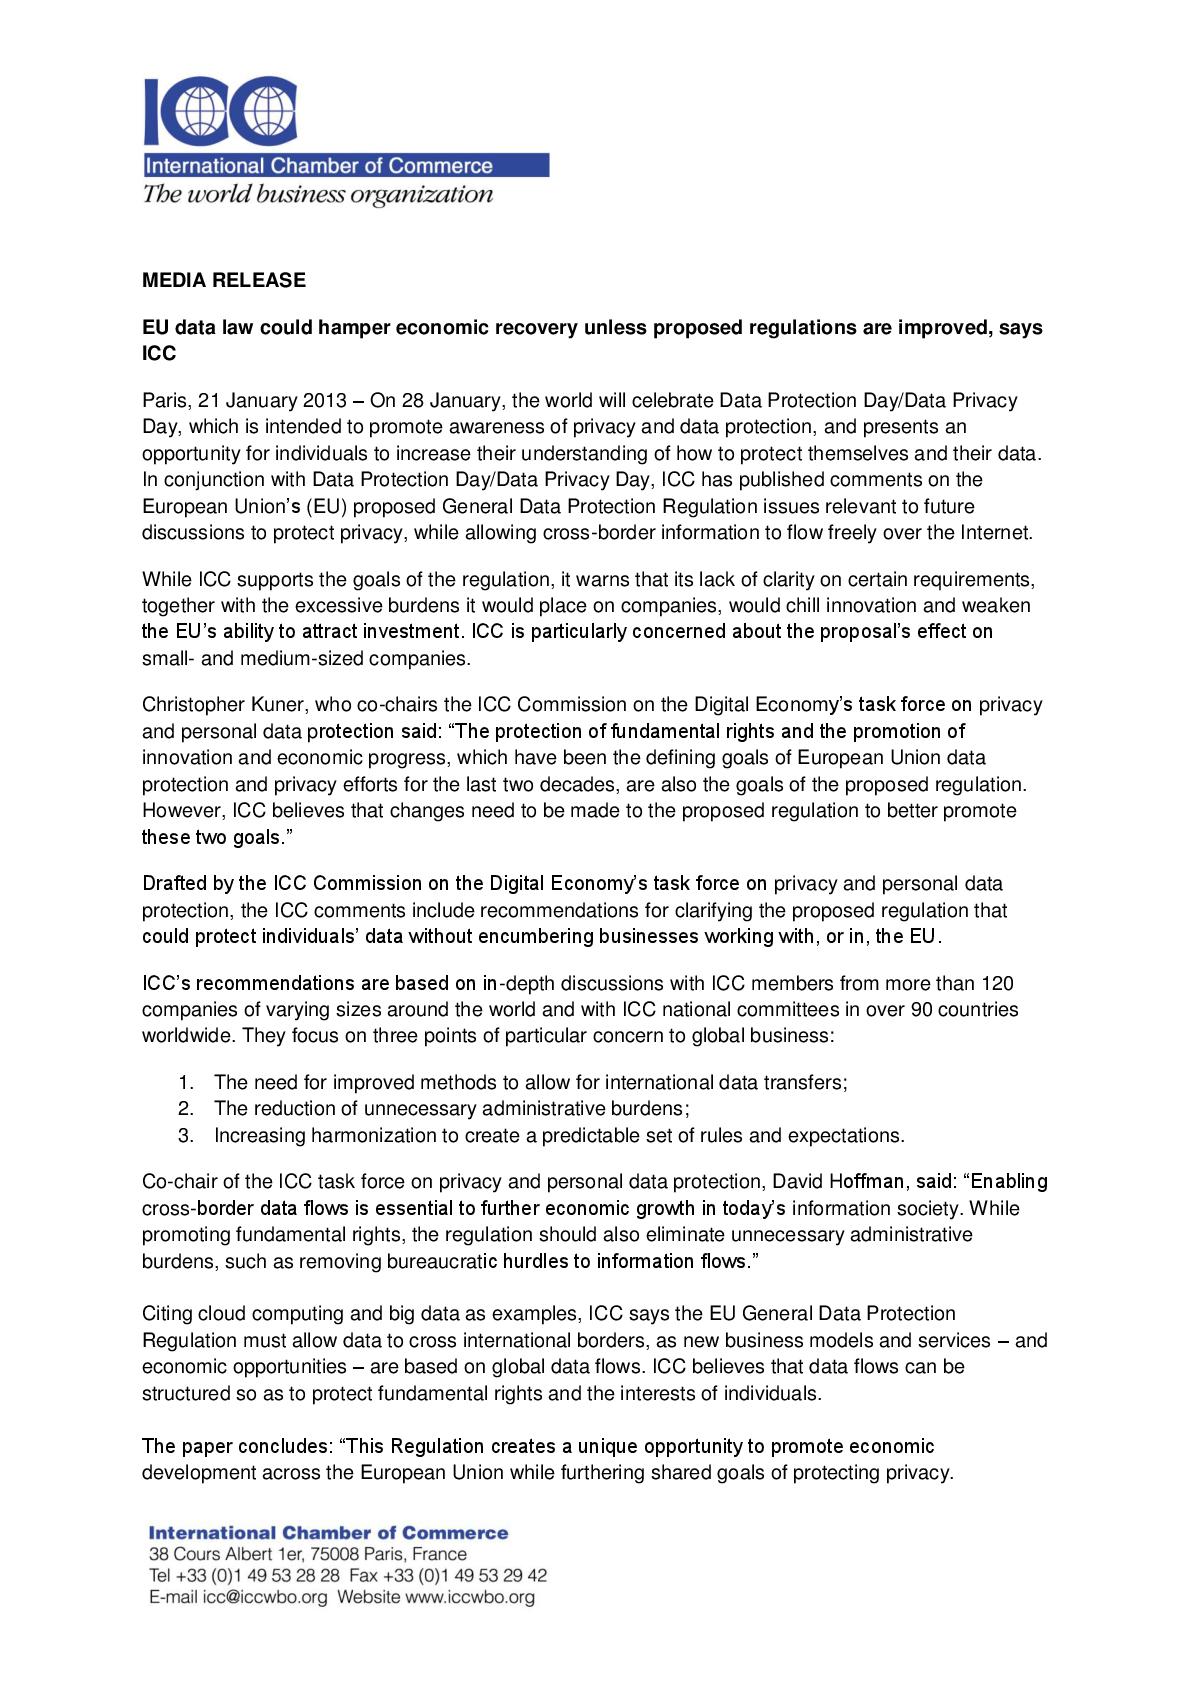 ICC
International Chamber of Commerce
The world business organization
MEDIA RELEASE
EU data law could hamper economic recovery unless proposed regulations are improved, says
ICC
Paris, 21 January 2013 – On 28 January, the world will celebrate Data Protection Day/Data Privacy
Day, which is intended to promote awareness of privacy and data protection, and presents an
opportunity for individuals to increase their understanding of how to protect themselves and their data.
In conjunction with Data Protection Day/Data Privacy Day, ICC has published comments on the
European Union’s (EU) proposed General Data Protection Regulation issues relevant to future
discussions to protect privacy, while allowing cross-border information to flow freely over the Internet.
While ICC supports the goals of the regulation, it warns that its lack of clarity on certain requirements,
together with the excessive burdens it would place on companies, would chill innovation and weaken
the EU’s ability to attract investment. ICC is particularly concerned about the proposal’s effect on
small- and medium-sized companies.
Christopher Kuner, who co-chairs the ICC Commission on the Digital Economy’s task force on privacy
and personal data protection said: “The protection of fundamental rights and the promotion of
innovation and economic progress, which have been the defining goals of European Union data
protection and privacy efforts for the last two decades, are also the goals of the proposed regulation.
However, ICC believes that changes need to be made to the proposed regulation to better promote
these two goals.”
Drafted by the ICC Commission on the Digital Economy’s task force on privacy and personal data
protection, the ICC comments include recommendations for clarifying the proposed regulation that
could protect individuals’ data without encumbering businesses working with, or in, the EU.
ICC’s recommendations are based on in-depth discussions with ICC members from more than 120
companies of varying sizes around the world and with ICC national committees in over 90 countries
worldwide. They focus on three points of particular concern to global business:
1. The need for improved methods to allow for international data transfers;
2. The reduction of unnecessary administrative burdens;
3. Increasing harmonization to create a predictable set of rules and expectations.
Co-chair of the ICC task force on privacy and personal data protection, David Hoffman, said: “Enabling
cross-border data flows is essential to further economic growth in today’s information society. While
promoting fundamental rights, the regulation should also eliminate unnecessary administrative
burdens, such as removing bureaucratic hurdles to information flows.”
Citing cloud computing and big data as examples, ICC says the EU General Data Protection
Regulation must allow data to cross international borders, as new business models and services – and
economic opportunities – are based on global data flows. ICC believes that data flows can be
structured so as to protect fundamental rights and the interests of individuals.
The paper concludes: “This Regulation creates a unique opportunity to promote economic
development across the European Union while furthering shared goals of protecting privacy.
International Chamber of Commerce
38 Cours Albert 1er, 75008 Paris, France
Tel +33 (0)1 49 53 28 28 Fax +33 (0)1 49 53 29 42
E-mail icc@iccwbo.org Website www.iccwbo.org